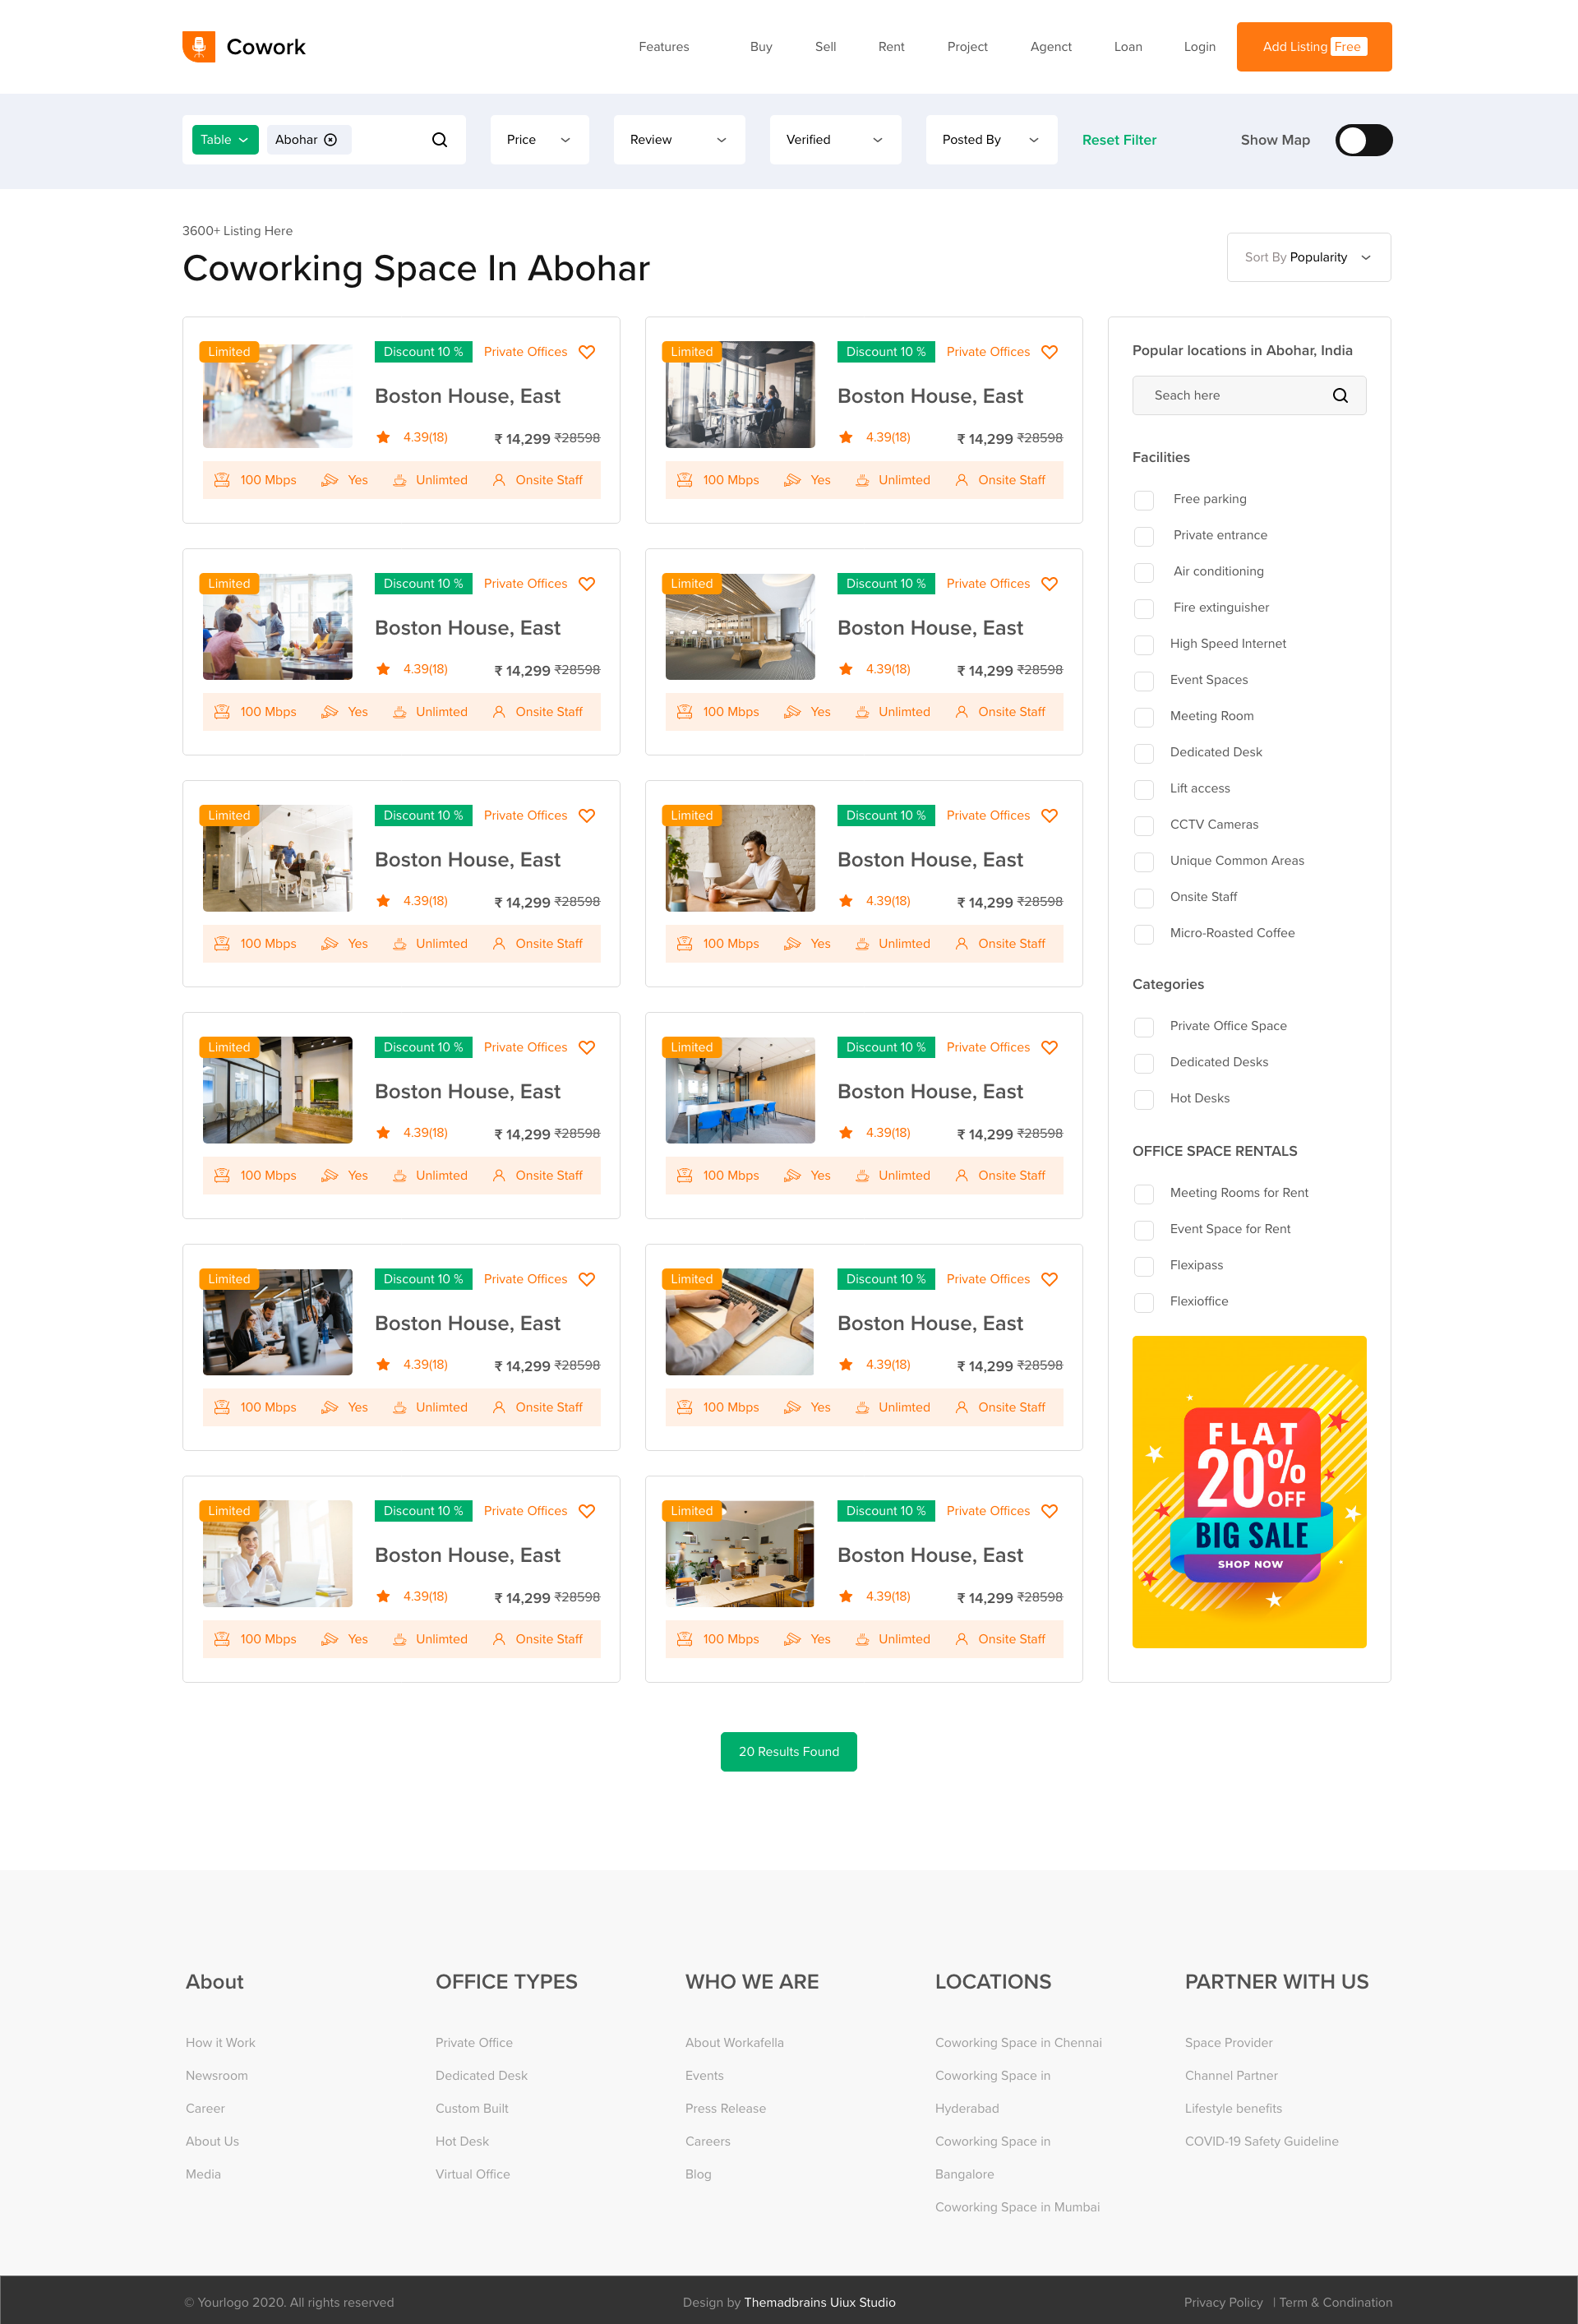 Cowork
Features Buy Sell Rent Project Agenct Loan Login Add Listing Free
Table Abohar Price Review Verified Posted By Reset Filter Show Map
3600+ Listing Here
Coworking Space In Abohar
Sort By Popularity
Limited Discount 10 % Private Offices
Boston House, East
4.39(18) ₹ 14,299 ₹28598
100 Mbps Yes Unlimted Onsite Staff
Limited Discount 10 % Private Offices
Boston House, East
4.39(18) ₹ 14,299 ₹28598
100 Mbps Yes Unlimted Onsite Staff
Limited Discount 10 % Private Offices
Boston House, East
4.39(18) ₹ 14,299 ₹28598
100 Mbps Yes Unlimted Onsite Staff
Limited Discount 10 % Private Offices
Boston House, East
4.39(18) ₹ 14,299 ₹28598
100 Mbps Yes Unlimted Onsite Staff
Limited Discount 10 % Private Offices
Boston House, East
4.39(18) ₹ 14,299 ₹28598
100 Mbps Yes Unlimted Onsite Staff
Limited Discount 10 % Private Offices
Boston House, East
4.39(18) ₹ 14,299 ₹28598
100 Mbps Yes Unlimted Onsite Staff
Limited Discount 10 % Private Offices
Boston House, East
4.39(18) ₹ 14,299 ₹28598
100 Mbps Yes Unlimted Onsite Staff
Limited Discount 10 % Private Offices
Boston House, East
4.39(18) ₹ 14,299 ₹28598
100 Mbps Yes Unlimted Onsite Staff
Limited Discount 10 % Private Offices
Boston House, East
4.39(18) ₹ 14,299 ₹28598
100 Mbps Yes Unlimted Onsite Staff
Limited Discount 10 % Private Offices
Boston House, East
4.39(18) ₹ 14,299 ₹28598
100 Mbps Yes Unlimted Onsite Staff
Limited Discount 10 % Private Offices
Boston House, East
4.39(18) ₹ 14,299 ₹28598
100 Mbps Yes Unlimted Onsite Staff
Limited Discount 10 % Private Offices
Boston House, East
4.39(18) ₹ 14,299 ₹28598
100 Mbps Yes Unlimted Onsite Staff
Popular locations in Abohar, India
Seach here
Facilities
Free parking
Private entrance
Air conditioning
Fire extinguisher
High Speed Internet
Event Spaces
Meeting Room
Dedicated Desk
Lift access
CCTV Cameras
Unique Common Areas
Onsite Staff
Micro-Roasted Coffee
Categories
Private Office Space
Dedicated Desks
Hot Desks
OFFICE SPACE RENTALS
Meeting Rooms for Rent
Event Space for Rent
Flexipass
Flexioffice
FLAT
20%
OFF
BIG SALE
SHOP NOW
20 Results Found
About
How it Work
Newsroom
Career
About Us
Media
OFFICE TYPES
Private Office
Dedicated Desk
Custom Built
Hot Desk
Virtual Office
WHO WE ARE
About Workafella
Events
Press Release
Careers
Blog
LOCATIONS
Coworking Space in Chennai
Coworking Space in
Hyderabad
Coworking Space in
Bangalore
Coworking Space in Mumbai
PARTNER WITH US
Space Provider
Channel Partner
Lifestyle benefits
COVID-19 Safety Guideline
© Yourlogo 2020. All rights reserved
Design by Themadbrains Uiux Studio
Privacy Policy | Term & Condination